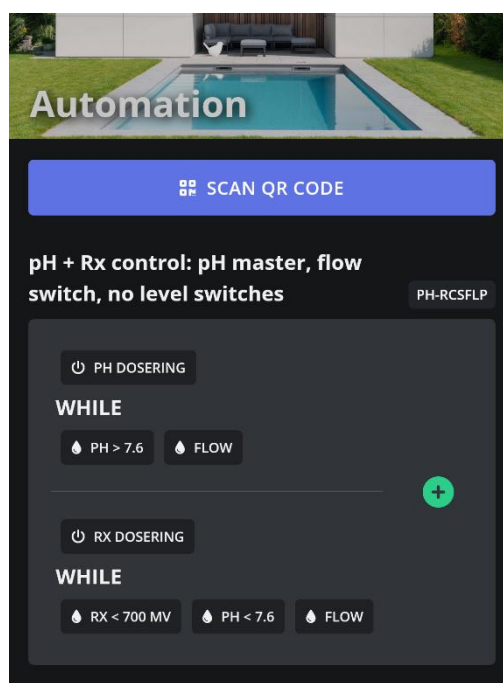 Automation
SCAN QR CODE
pH + Rx control: pH master, flow
switch, no level switches
PH-RCSFLP
PH DOSERING
WHILE
PH > 7.6 FLOW
RX DOSERING
WHILE
RX < 700 MV PH < 7.6 FLOW